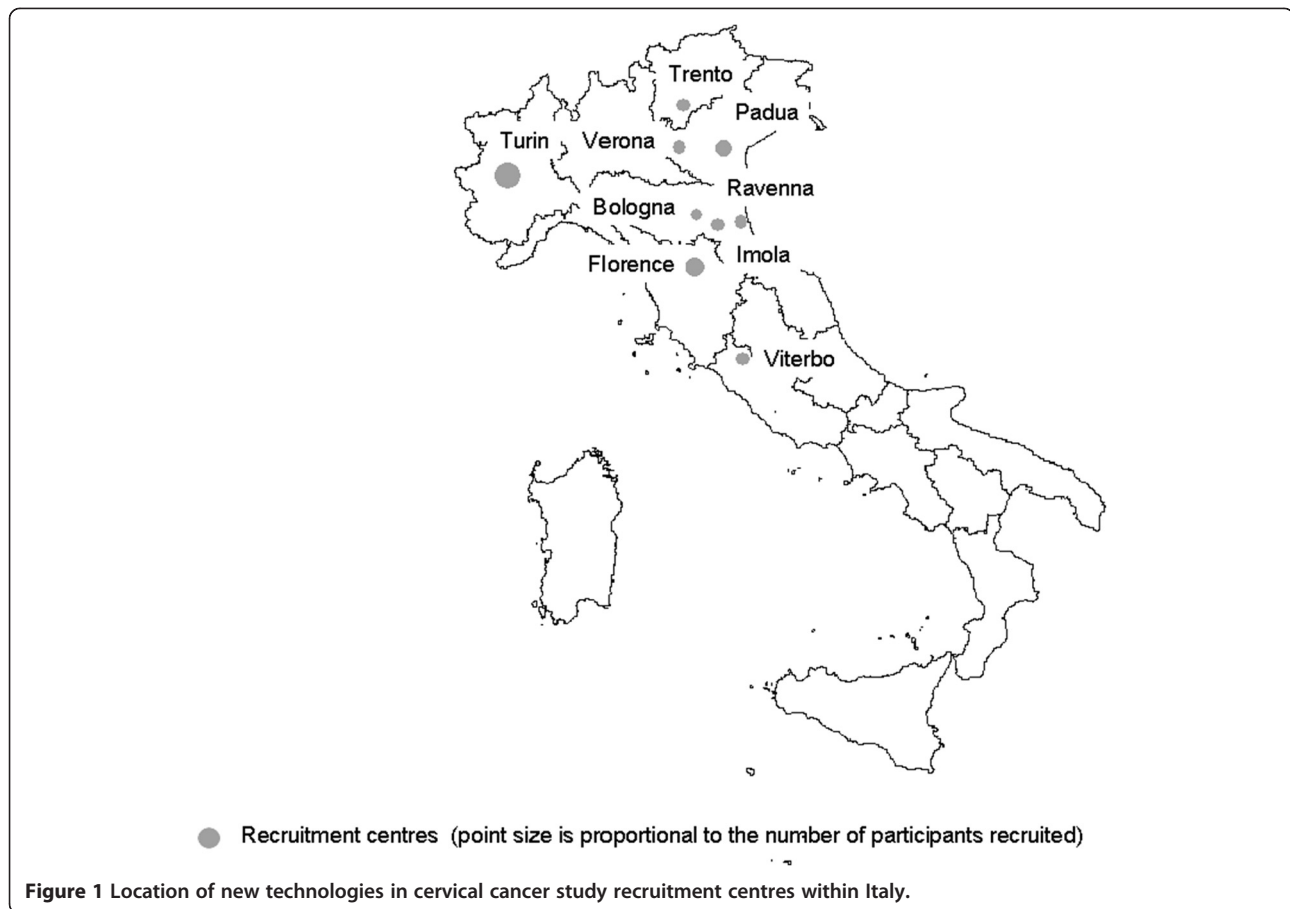 Trento
Padua
Turin
Verona
Ravenna
Bologna
Imola
Florence
Viterbo
Recruitment centres (point size is proportional to the number of participants recruited)
Figure 1 Location of new technologies in cervical cancer study recruitment centres within Italy.